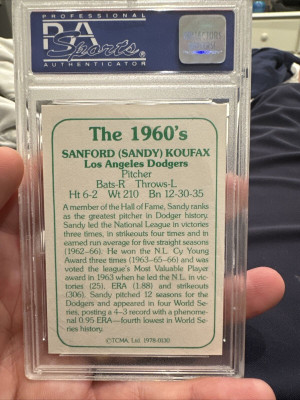 PROFESSIONAL
PSA
Sports®
AUTHENTICATOR
The 1960's
SANFORD (SANDY) KOUFAX
Los Angeles Dodgers
Pitcher
Bats-R Throws-L
Ht 6-2 Wt 210 Bn 12-30-35
A member of the Hall of Fame, Sandy ranks
as the greatest pitcher in Dodger history.
Sandy led the National League in victories
three times, in strikeouts four times and in
earned run average for five straight seasons
(1962-66). He won the N.L. Cy Young
Award three times (1963-65-66) and was
voted the league's Most Valuable Player
award in 1963 when he led the N.L. in vic-
tories (25), ERA (1.88) and strikeouts
(306). Sandy pitched 12 seasons for the
Dodgers and appeared in four World Se-
ries, posting a 4-3 record with a phenome-
nal 0.95 ERA—fourth lowest in World Se-
ries history.
©TCMA, Ltd. 1978-0130